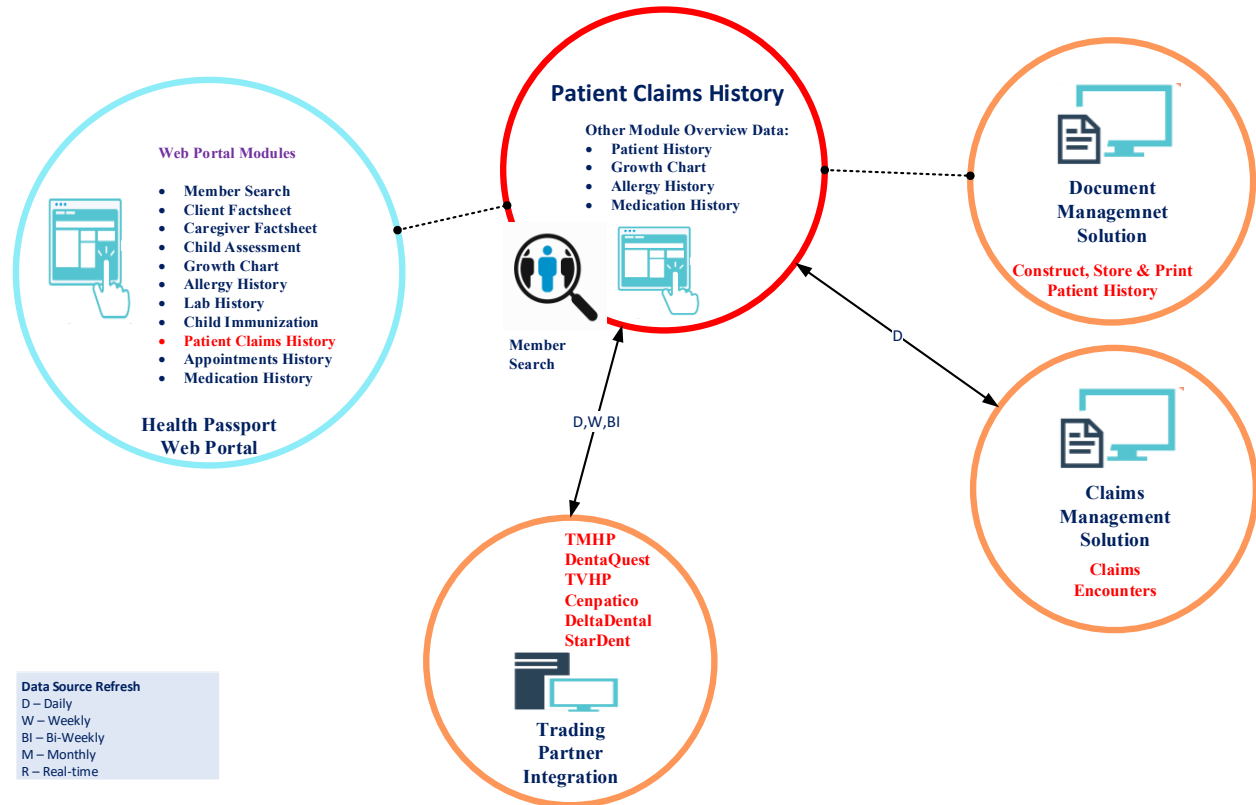 Web Portal Modules
• Member Search
• Client Factsheet
• Caregiver Factsheet
• Child Assessment
• Growth Chart
• Allergy History
• Lab History
• Child Immunization
• Patient Claims History
• Appointments History
• Medication History
Health Passport
Web Portal
Patient Claims History
Other Module Overview Data:
• Patient History
• Growth Chart
• Allergy History
• Medication History
Member
Search
Document
Managemnet
Solution
Construct, Store & Print
Patient History
D
Claims
Management
Solution
Claims
Encounters
D,W,BI
TMHP
DentaQuest
TVHP
Cenpatico
DeltaDental
StarDent
Trading
Partner
Integration
Data Source Refresh
D – Daily
W – Weekly
BI – Bi-Weekly
M – Monthly
R – Real-time